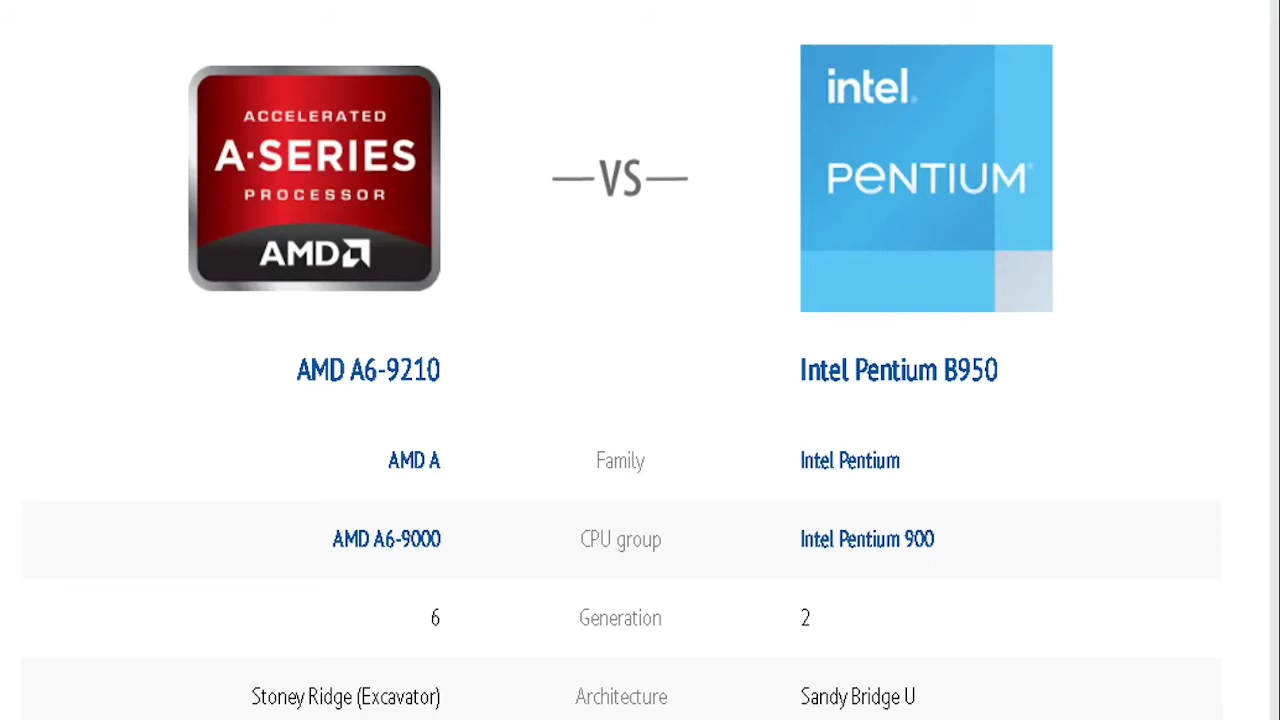 ACCELERATED
A·SERIES
PROCESSOR
AMD
—VS—
intel.
PENTIUM®
AMD A6-9210
Intel Pentium B950
AMD A Family Intel Pentium
AMD A6-9000 CPU group Intel Pentium 900
6 Generation 2
Stoney Ridge (Excavator) Architecture Sandy Bridge U